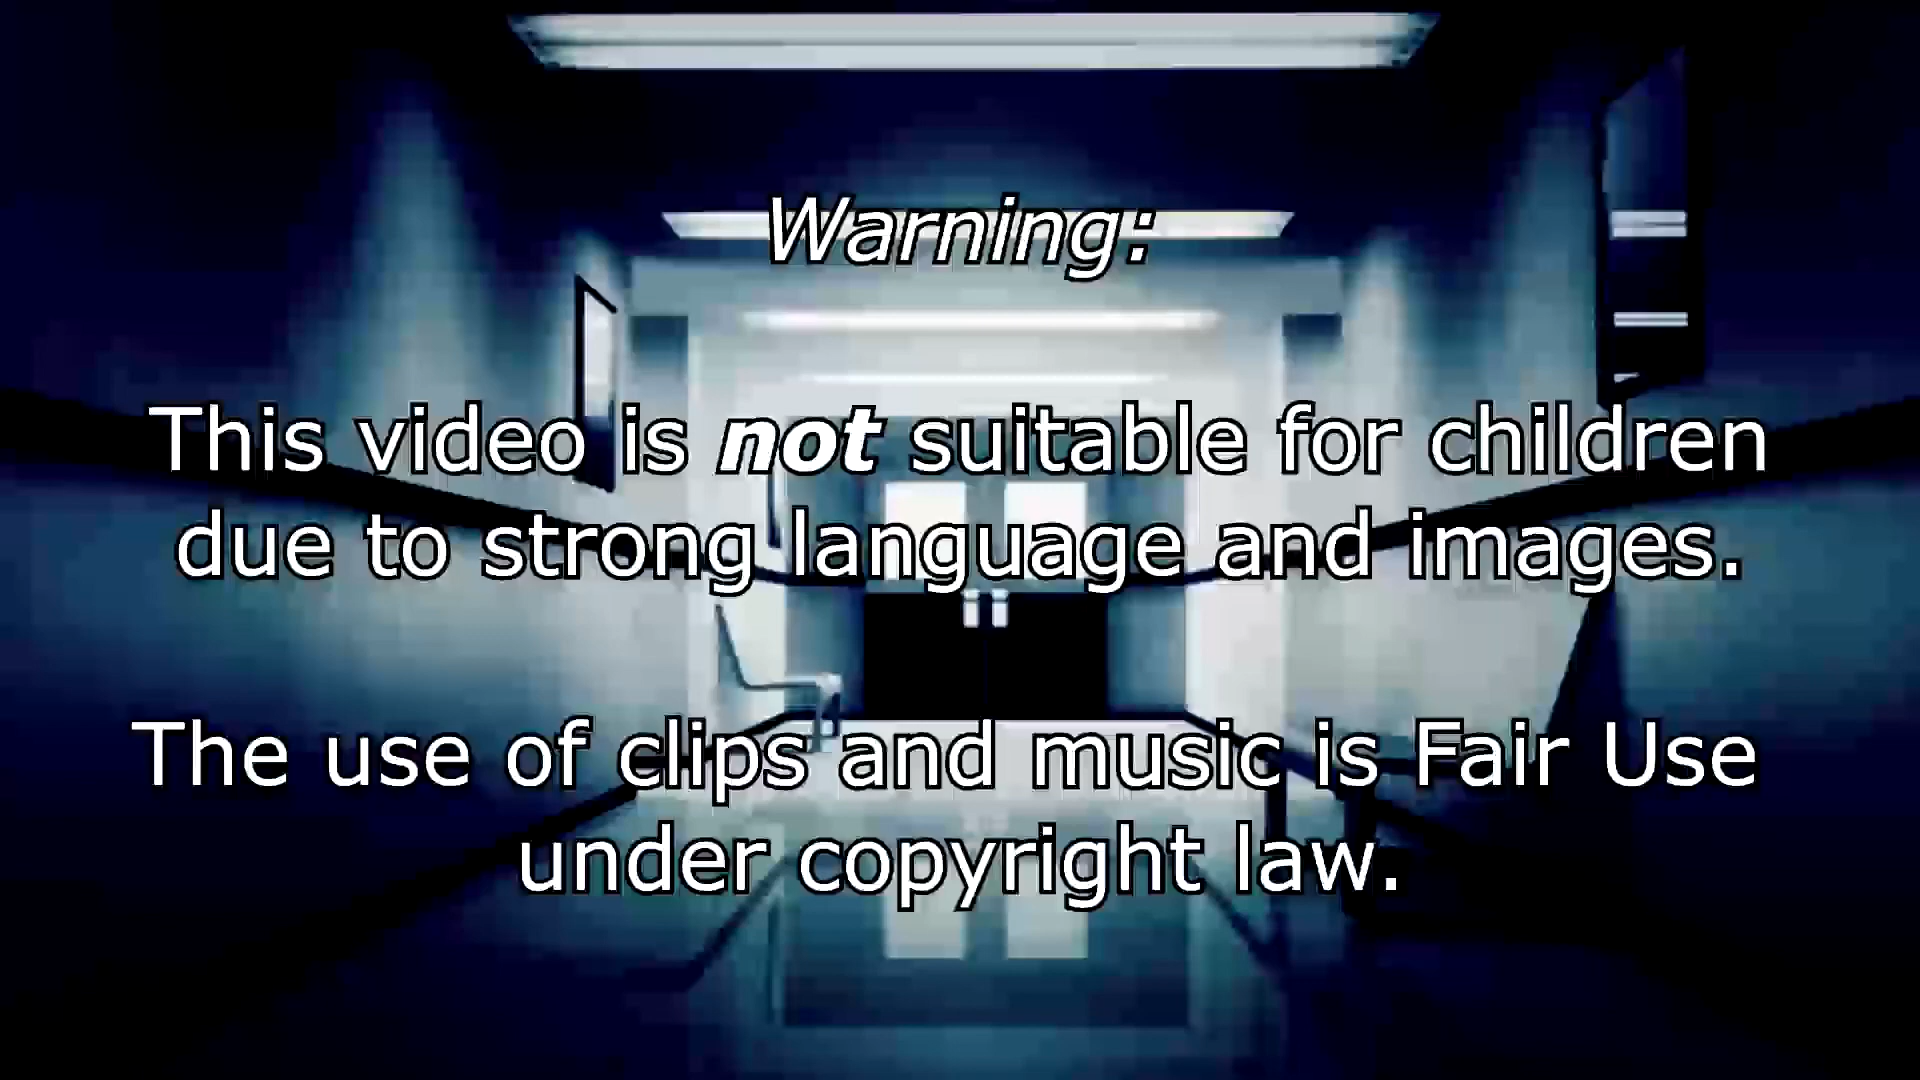 Warning:
This video is not suitable for children
due to strong language and images.
The use of clips and music is Fair Use
under copyright law.